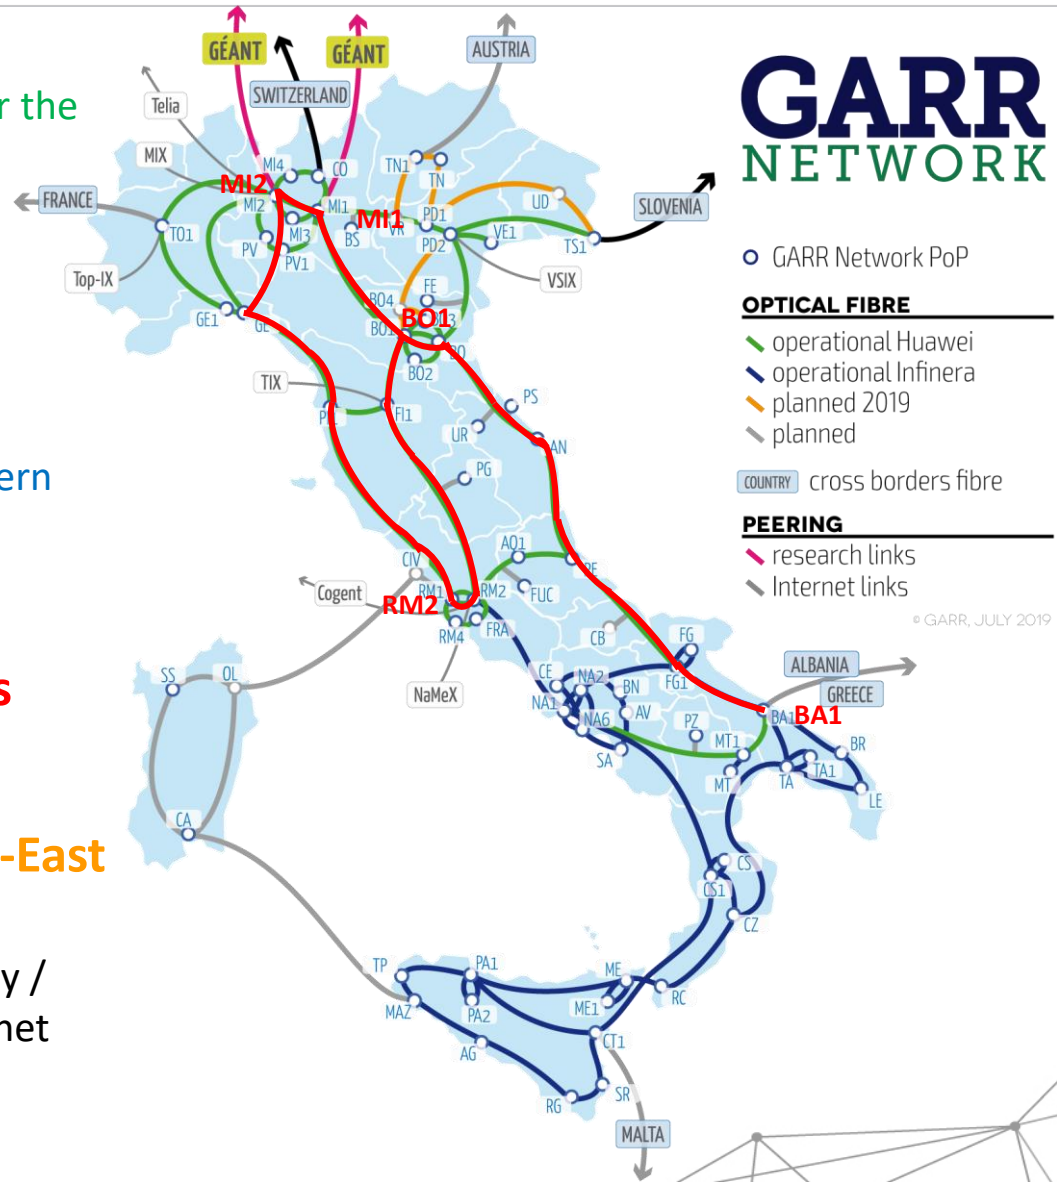 GÉANT
GÉANT
AUSTRIA
SWITZERLAND
r the
Telia
MIX
FRANCE
MI4
CO
TN1
TN
MI2
MI2
MI1
MI1
MI3
BS
VR
PD1
UD
SLOVENIA
TO1
PV
PV1
PD2
VE1
TS1
Top-IX
VSIX
FE
BO4
GE1
GE
BO1
BO1
BO
BO2
TIX
FI1
PS
UR
AN
PG
ern
CIV
AQ1
PE
Cogent
RM1
RM2
RM2
FUC
RM4
FRA
CB
FG
FG1
NaMeX
SS
OL
CE
NA2
BN
NA1
NA6
AV
SA
PZ
MT1
MT
BA1
BA1
BR
TA
TA1
LE
ALBANIA
GREECE
s
CA
-East
CS
CS1
CZ
y /
net
TP
PA1
ME
MAZ
PA2
ME1
RC
AG
CT1
RG
SR
MALTA
GARR
NETWORK
GARR Network PoP
OPTICAL FIBRE
operational Huawei
operational Infinera
planned 2019
planned
COUNTRY cross borders fibre
PEERING
research links
Internet links
© GARR, JULY 2019